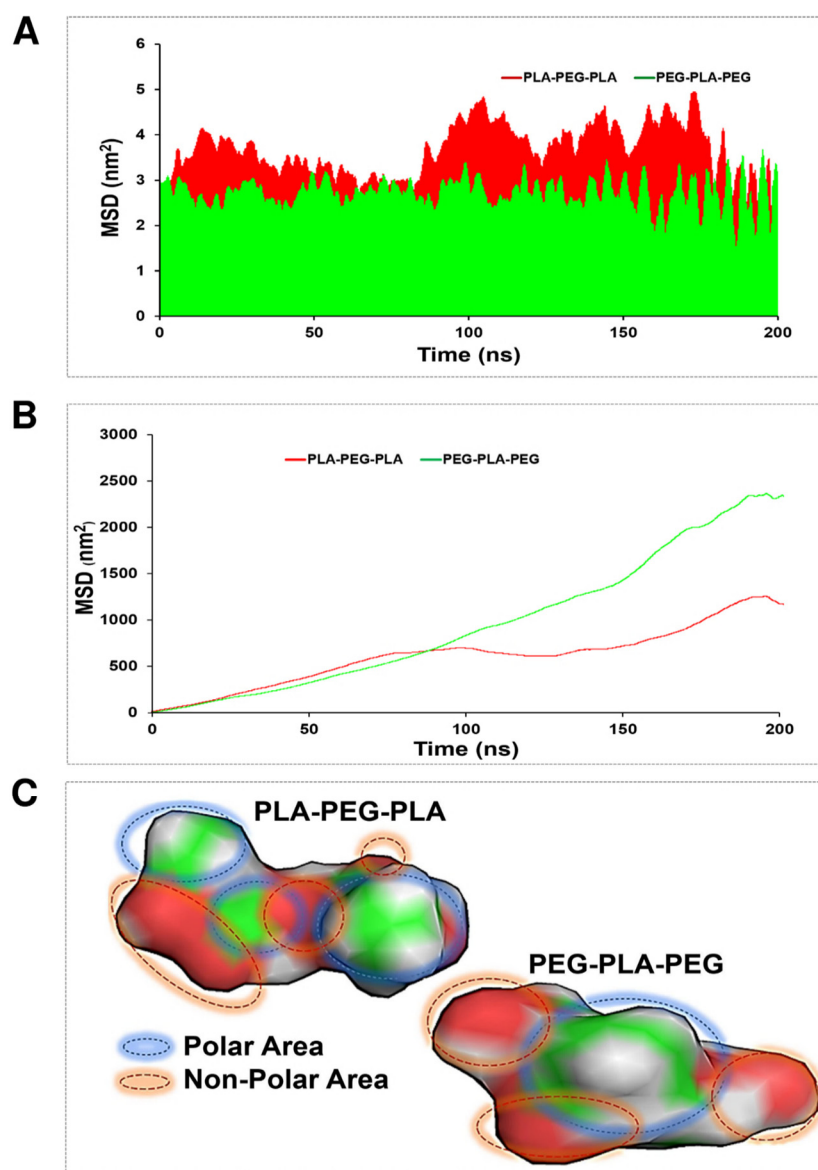 A
6
5
4
3
2
1
0
MSD (nm²)
PLA-PEG-PLA PEG-PLA-PEG
0 50 100 150 200
Time (ns)
B
3000
2500
2000
1500
1000
500
0
MSD (nm²)
PLA-PEG-PLA PEG-PLA-PEG
0 50 100 150 200
Time (ns)
C
PLA-PEG-PLA
PEG-PLA-PEG
Polar Area
Non-Polar Area